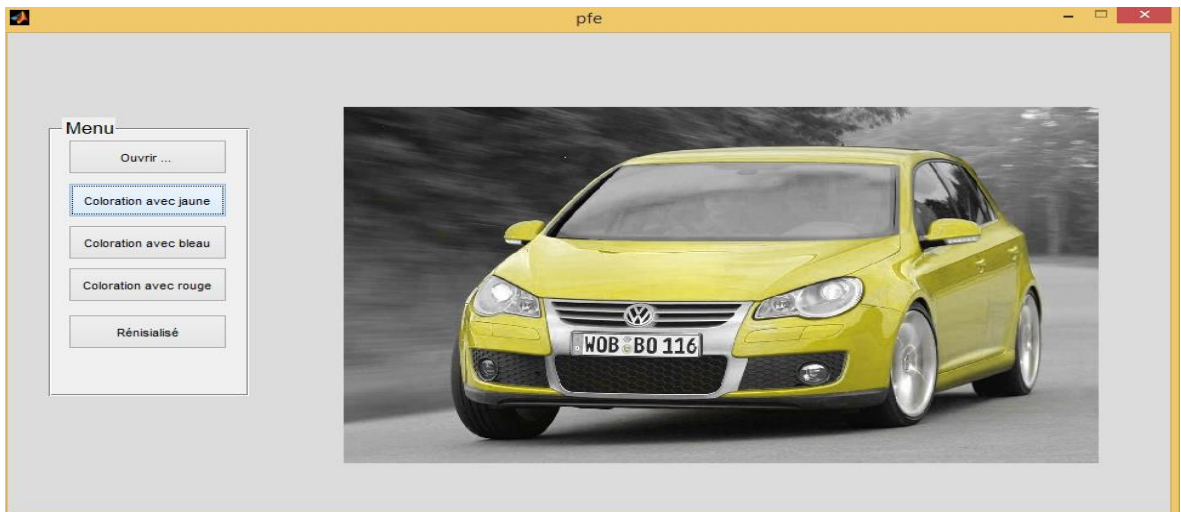 pfe
Menu
Ouvrir ...
Coloration avec jaune
Coloration avec bleau
Coloration avec rouge
Rénisialisé
WOB BO 116